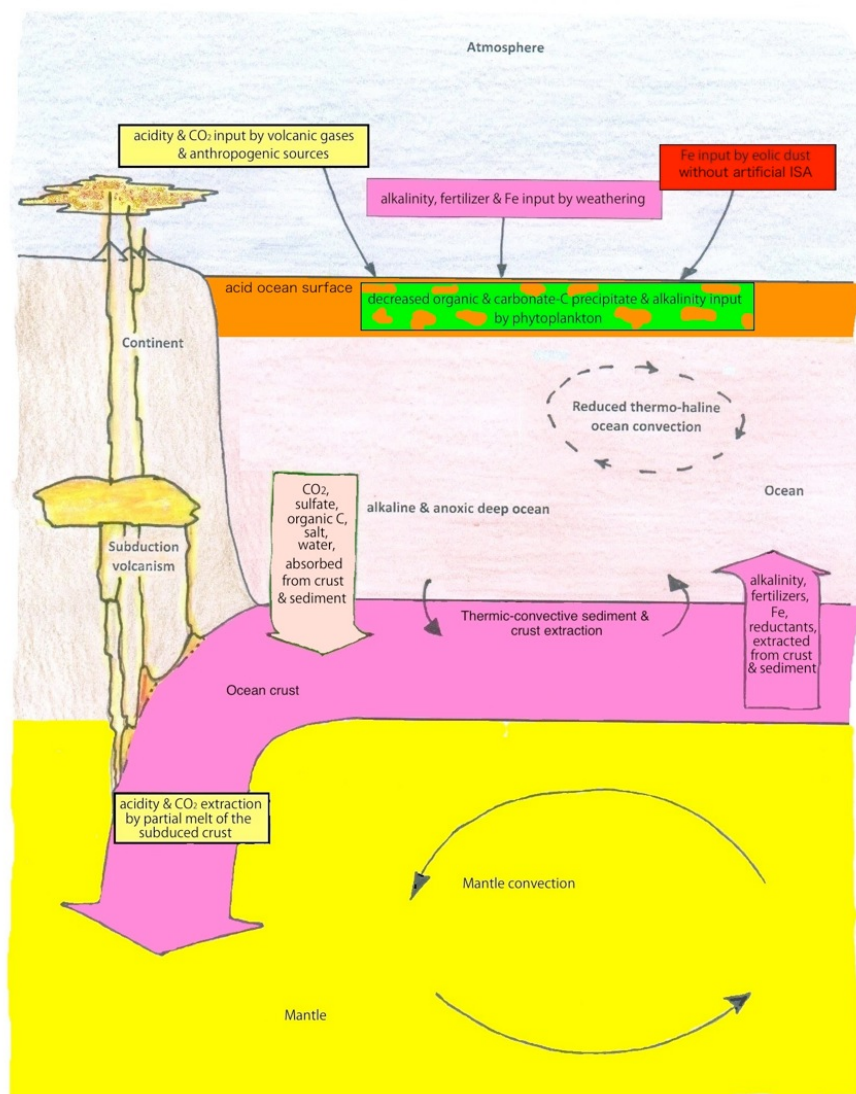 Atmosphere
acidity & CO₂ input by volcanic gases
& anthropogenic sources
Fe input by eolic dust
without artificial ISA
alkalinity, fertilizer & Fe input by weathering
acid ocean surface
decreased organic & carbonate-C precipitate & alkalinity input
by phytoplankton
Continent
Reduced thermo-haline
ocean convection
CO₂,
sulfate,
organic C,
salt,
water,
absorbed
from crust
& sediment
alkaline & anoxic deep ocean
Ocean
Subduction
volcanism
alkalinity,
fertilizers,
Fe,
reductants,
extracted
from crust
& sediment
Thermic-convective sediment &
crust extraction
Ocean crust
acidity & CO₂ extraction
by partial melt of the
subduced crust
Mantle convection
Mantle